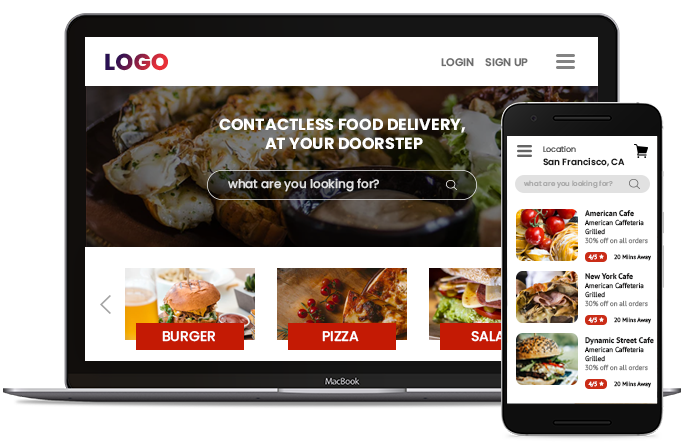 LOGO
LOGIN SIGN UP
CONTACTLESS FOOD DELIVERY,
AT YOUR DOORSTEP
what are you looking for?
BURGER
PIZZA
SALA
MacBook
Location
San Francisco, CA
what are you looking for?
American Cafe
American Caffeteria
Grilled
30% off on all orders
4/5 ★ 20 Mins Away
New York Cafe
American Caffeteria
Grilled
30% off on all orders
4/5 ★ 20 Mins Away
Dynamic Street Cafe
American Caffeteria
Grilled
30% off on all orders
4/5 ★ 20 Mins Away